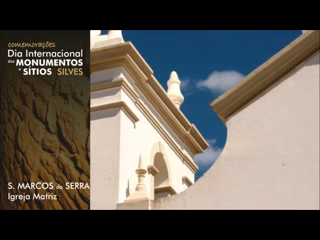 comemorações
Dia Internacional
dos MONUMENTOS
e SÍTIOS SILVES
S. MARCOS da SERRA
Igreja Matriz